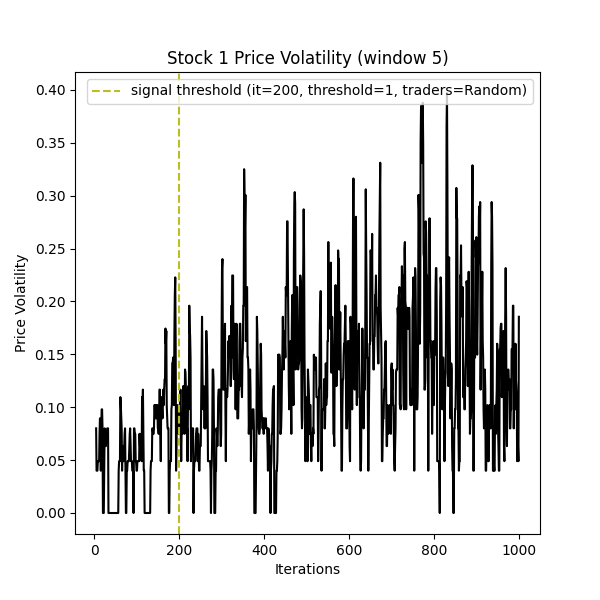 Stock 1 Price Volatility (window 5)
signal threshold (it=200, threshold=1, traders=Random)
0.40
0.35
0.30
0.25
0.20
0.15
0.10
0.05
0.00
Price Volatility
0 200 400 600 800 1000
Iterations